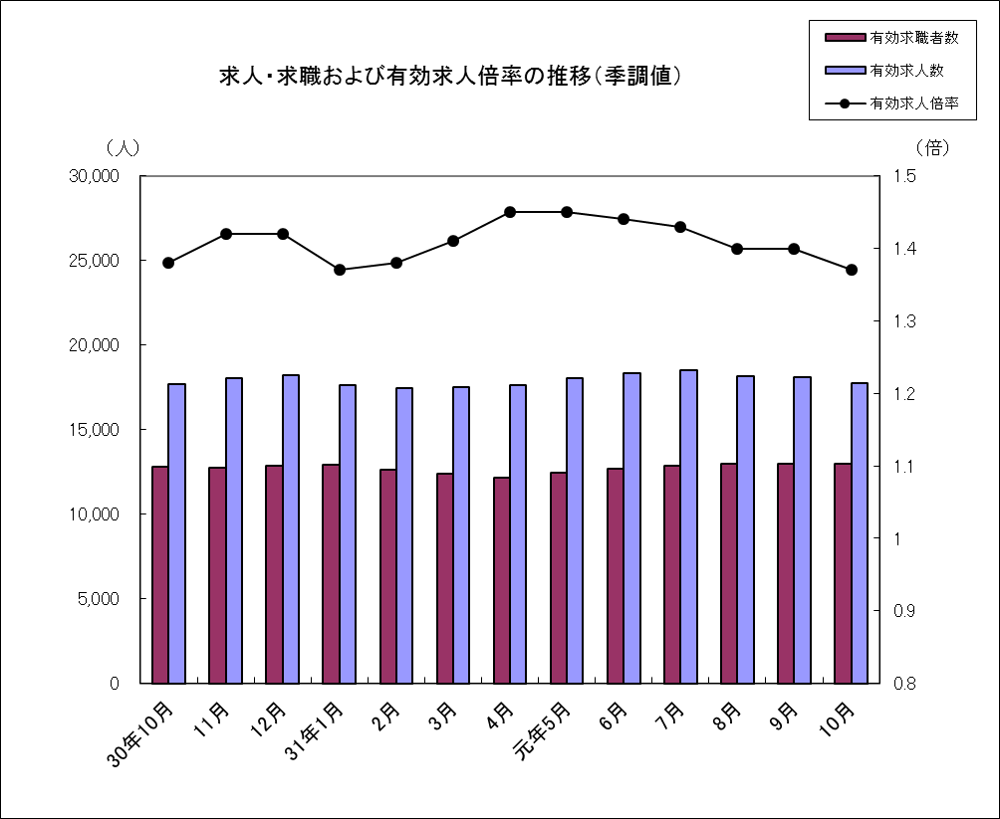 有効求職者数
有効求人数
有効求人倍率
求人・求職および有効求人倍率の推移（季調値）
（人）
（倍）
30,000
25,000
20,000
15,000
10,000
5,000
0
1.5
1.4
1.3
1.2
1.1
1
0.9
0.8
30年10月
11月
12月
31年1月
2月
3月
4月
元年5月
6月
7月
8月
9月
10月